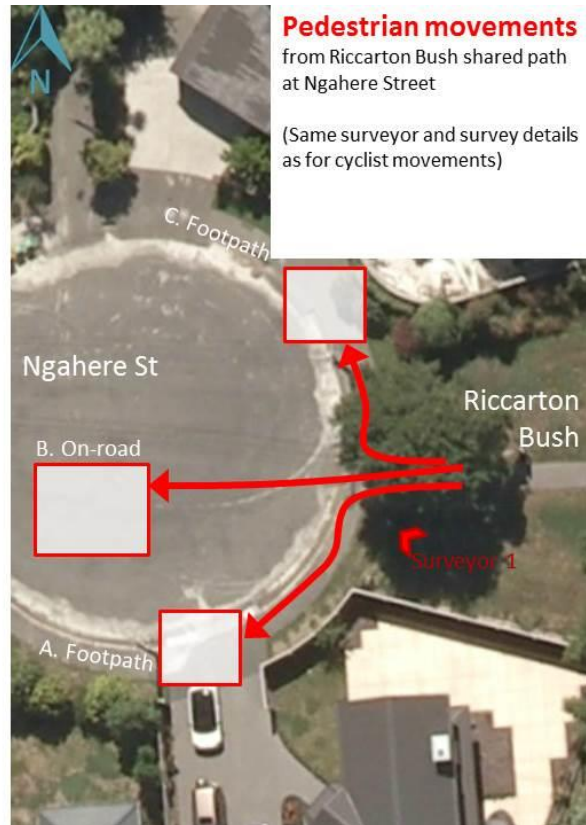 N
Pedestrian movements
from Riccarton Bush shared path
at Ngahere Street
(Same surveyor and survey details
as for cyclist movements)
C. Footpath
Ngahere St
Riccarton
Bush
B. On-road
Surveyor 1
A. Footpath